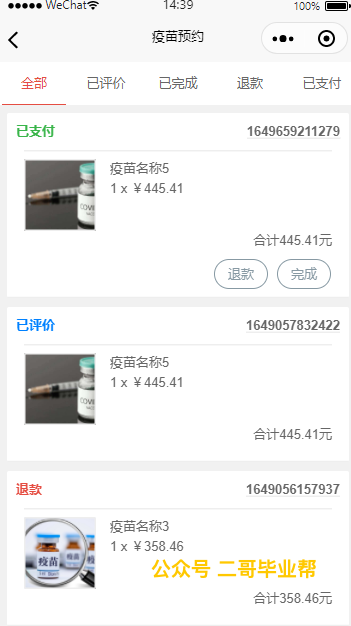 WeChat 14:39 100%
疫苗预约
全部 已评价 已完成 退款 已支付
已支付 1649659211279
疫苗名称5
1 x ￥445.41
COVI
合计445.41元
退款 完成
已评价 1649057832422
疫苗名称5
1 x ￥445.41
COVI
合计445.41元
退款 1649056157937
疫苗名称3
1 x ￥358.46
疫苗
公众号 二哥毕业帮
合计358.46元